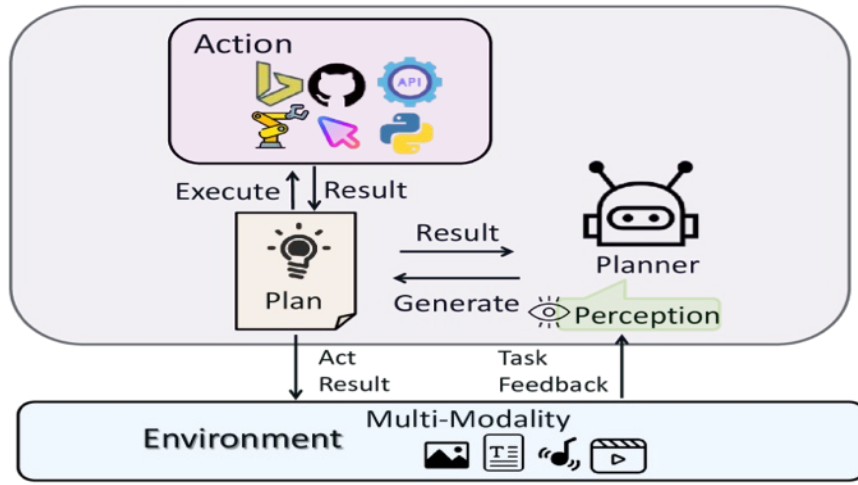 Action
API
Execute
Result
Plan
Result
Generate
Planner
Perception
Act
Result
Task
Feedback
Multi-Modality
Environment
T